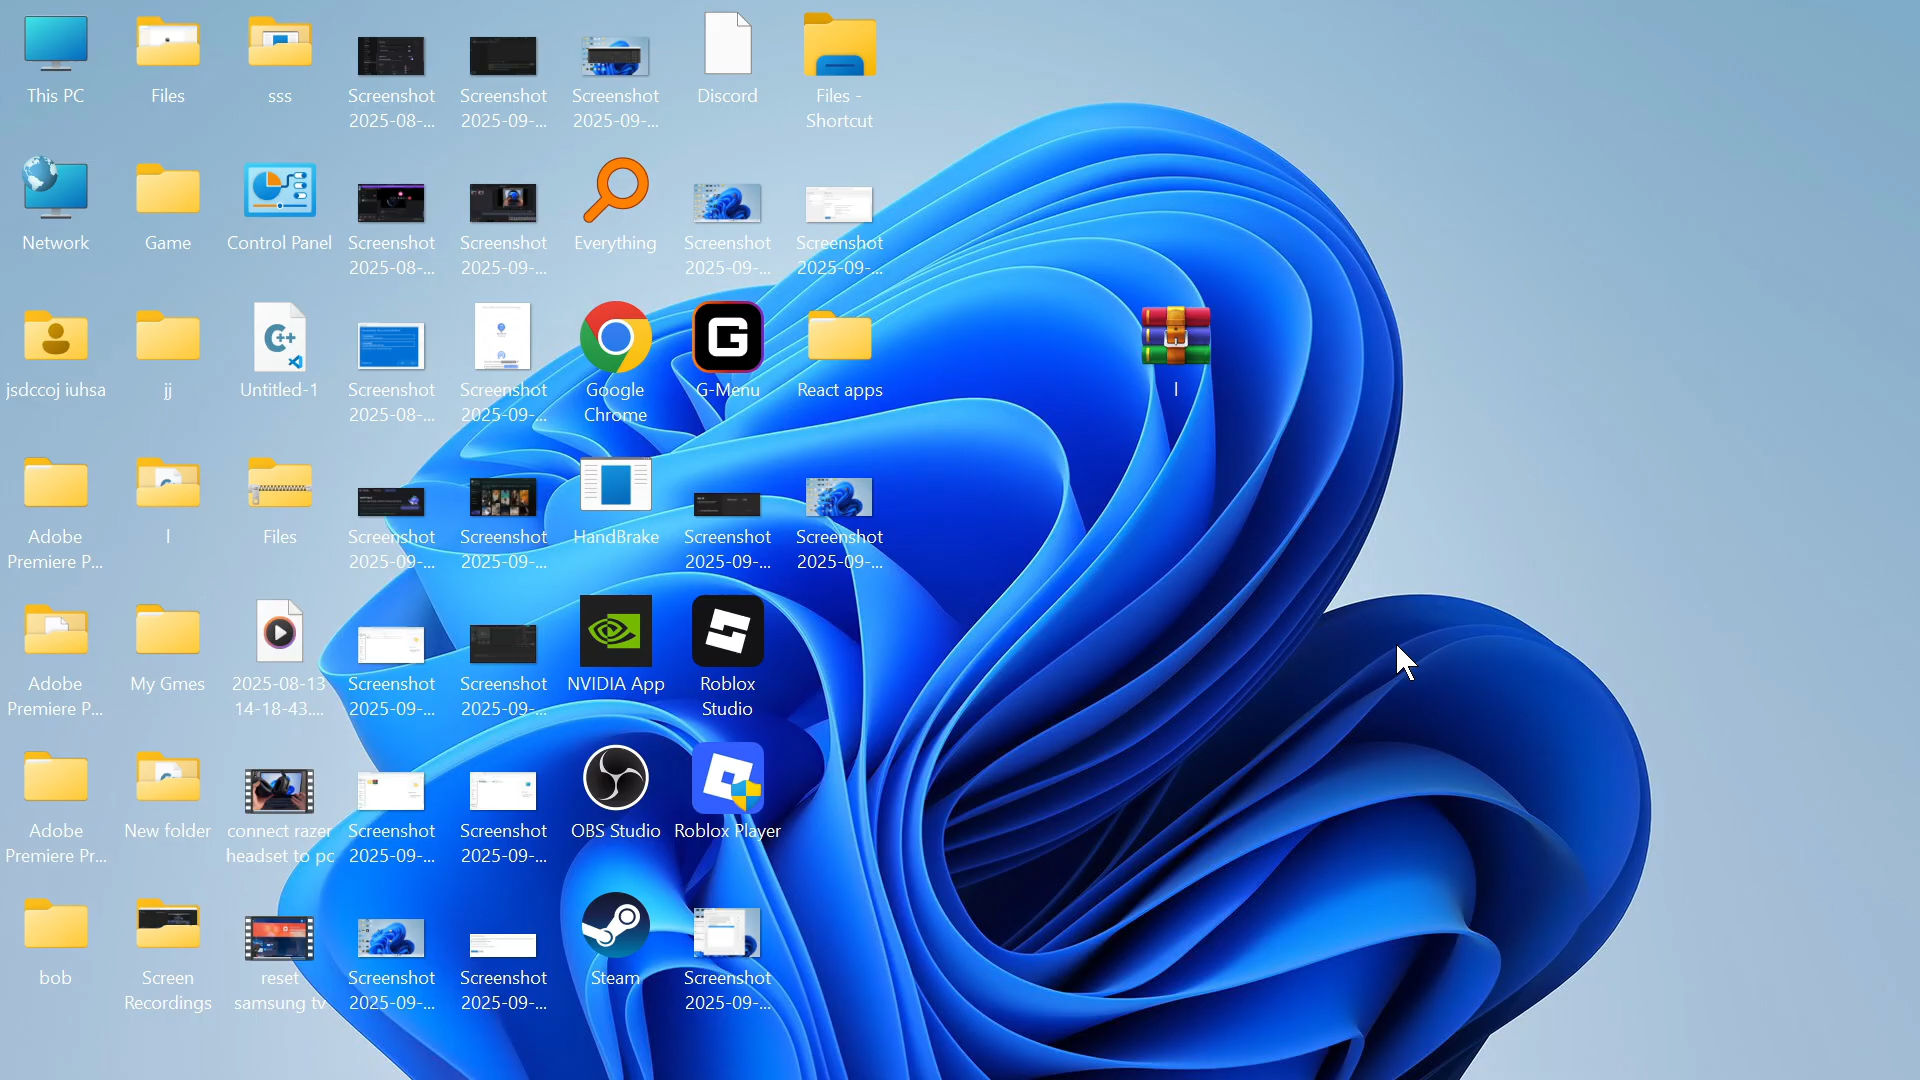 This PC
Files
sss
Screenshot
2025-08-...
Screenshot
2025-09-...
Screenshot
2025-09-...
Discord
Files -
Shortcut
Network
Game
Control Panel
Screenshot
2025-08-...
Screenshot
2025-09-...
Everything
Screenshot
2025-09-...
Screenshot
2025-09-...
jsdccoj iuhsa
jj
Untitled-1
Screenshot
2025-08-...
Screenshot
2025-09-...
Google
Chrome
G-Menu
React apps
l
Adobe
Premiere P...
l
Files
Screenshot
2025-09-...
Screenshot
2025-09-...
HandBrake
Screenshot
2025-09-...
Screenshot
2025-09-...
Adobe
Premiere P...
My Gmes
2025-08-13
14-18-43....
Screenshot
2025-09-...
Screenshot
2025-09-...
NVIDIA App
Roblox
Studio
Adobe
Premiere Pr...
New folder
connect razer
headset to pc
Screenshot
2025-09-...
Screenshot
2025-09-...
OBS Studio
Roblox Player
bob
Screen
Recordings
reset
samsung tv
Screenshot
2025-09-...
Screenshot
2025-09-...
Steam
Screenshot
2025-09-...